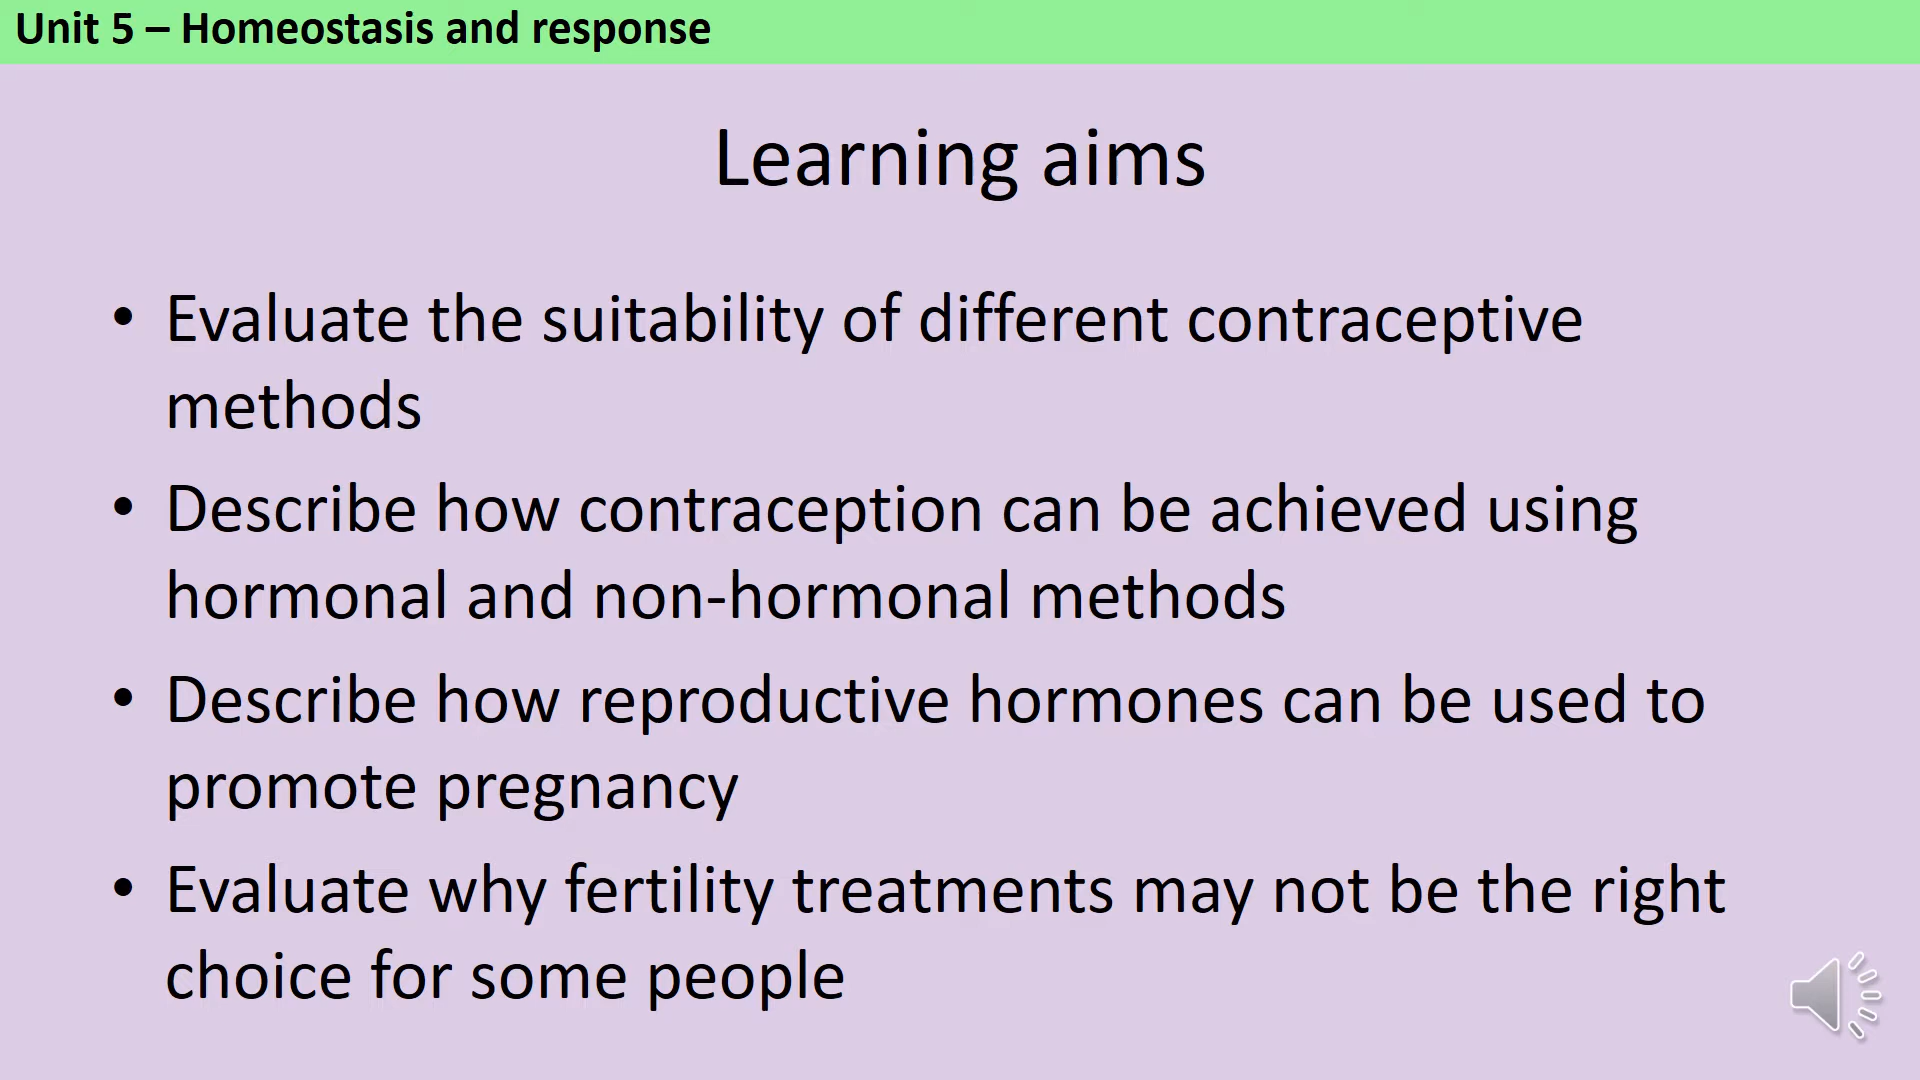 Unit 5 – Homeostasis and response
Learning aims
• Evaluate the suitability of different contraceptive
methods
• Describe how contraception can be achieved using
hormonal and non-hormonal methods
• Describe how reproductive hormones can be used to
promote pregnancy
• Evaluate why fertility treatments may not be the right
choice for some people